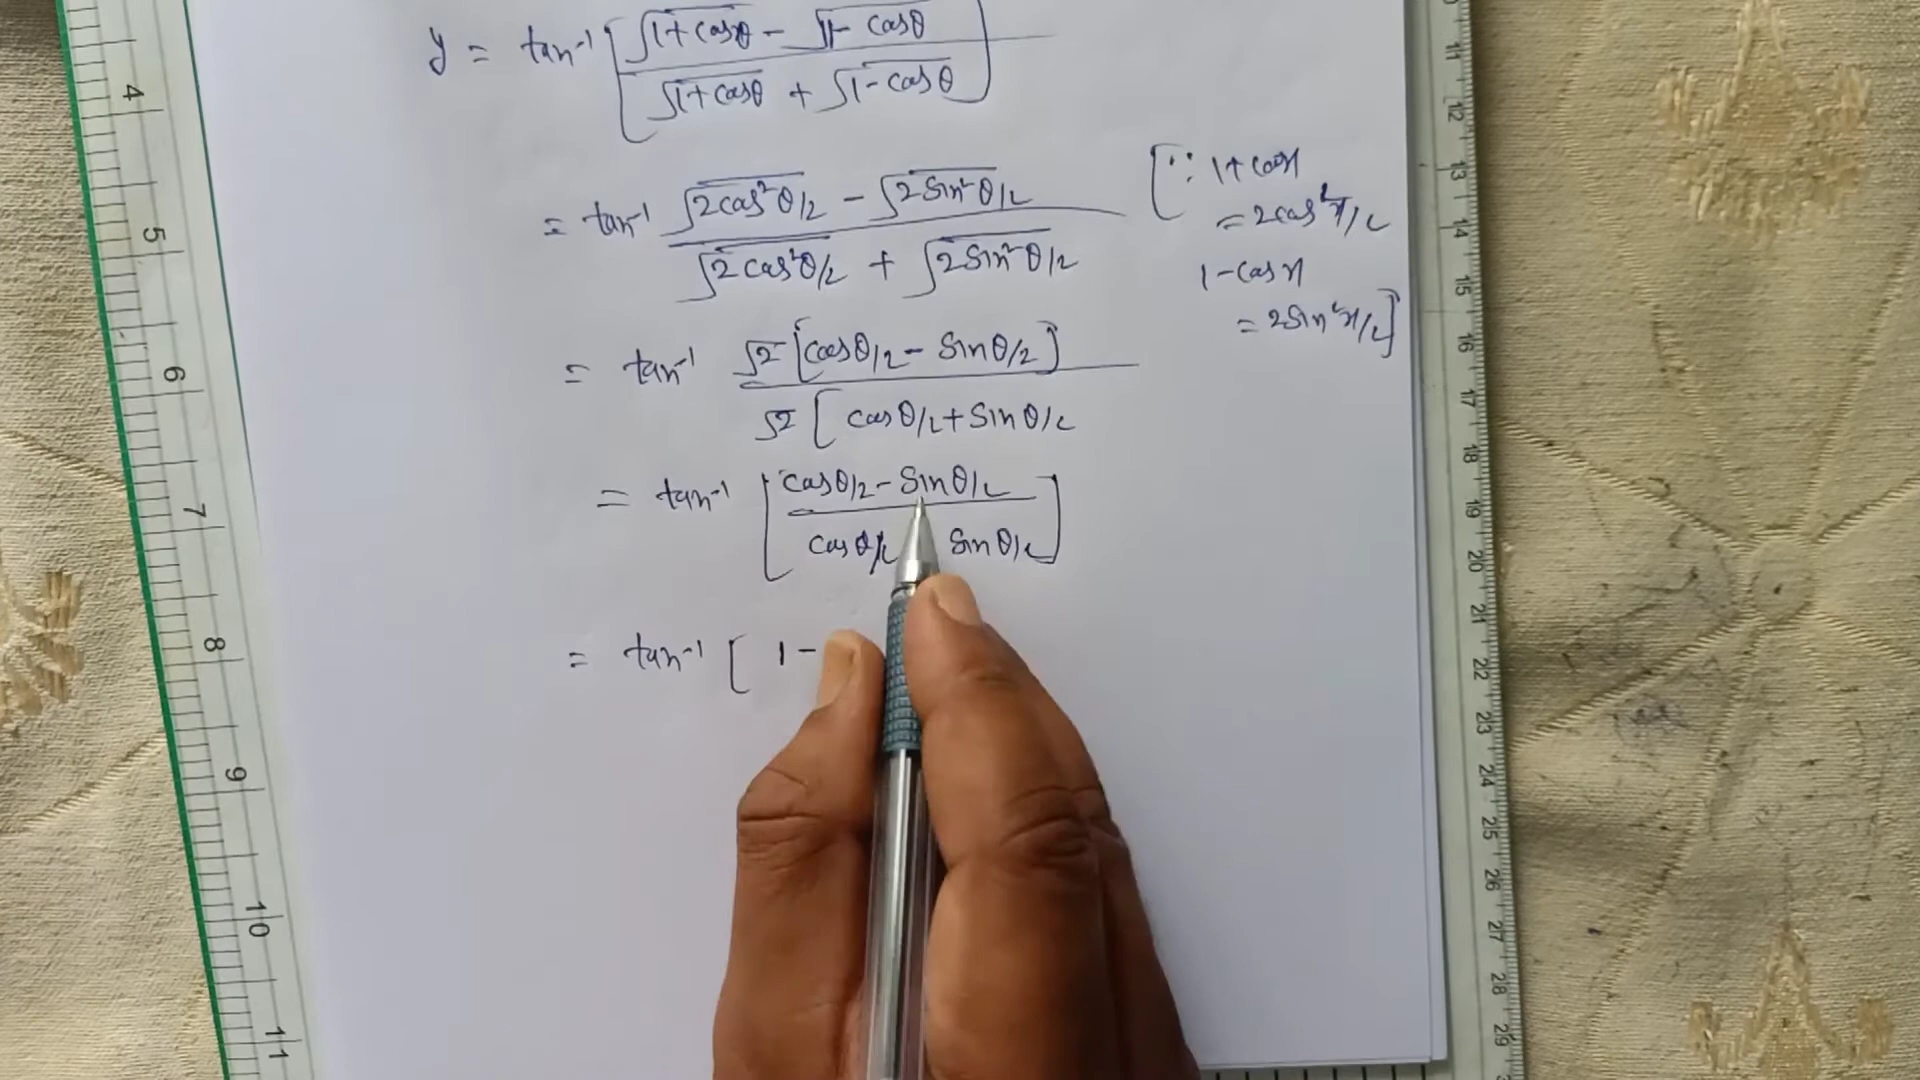 y = tan⁻¹ [ √1+cosθ - √1-cosθ
√1+cosθ + √1-cosθ ]
= tan⁻¹ √2cos²θ/2 - √2sin²θ/2
√2cos²θ/2 + √2sin²θ/2
[∵ 1+cosx
= 2cos²x/2
1-cosx
= 2sin²x/2]
= tan⁻¹ √2 [cosθ/2 - sinθ/2]
√2 [ cosθ/2 + sinθ/2
= tan⁻¹ [ cosθ/2 - sinθ/2
cosθ/2 sinθ/2 ]
= tan⁻¹ [ 1 -
4
5
6
7
8
9
10
11
11
12
13
14
15
16
17
18
19
20
21
22
23
24
25
26
27
28
29